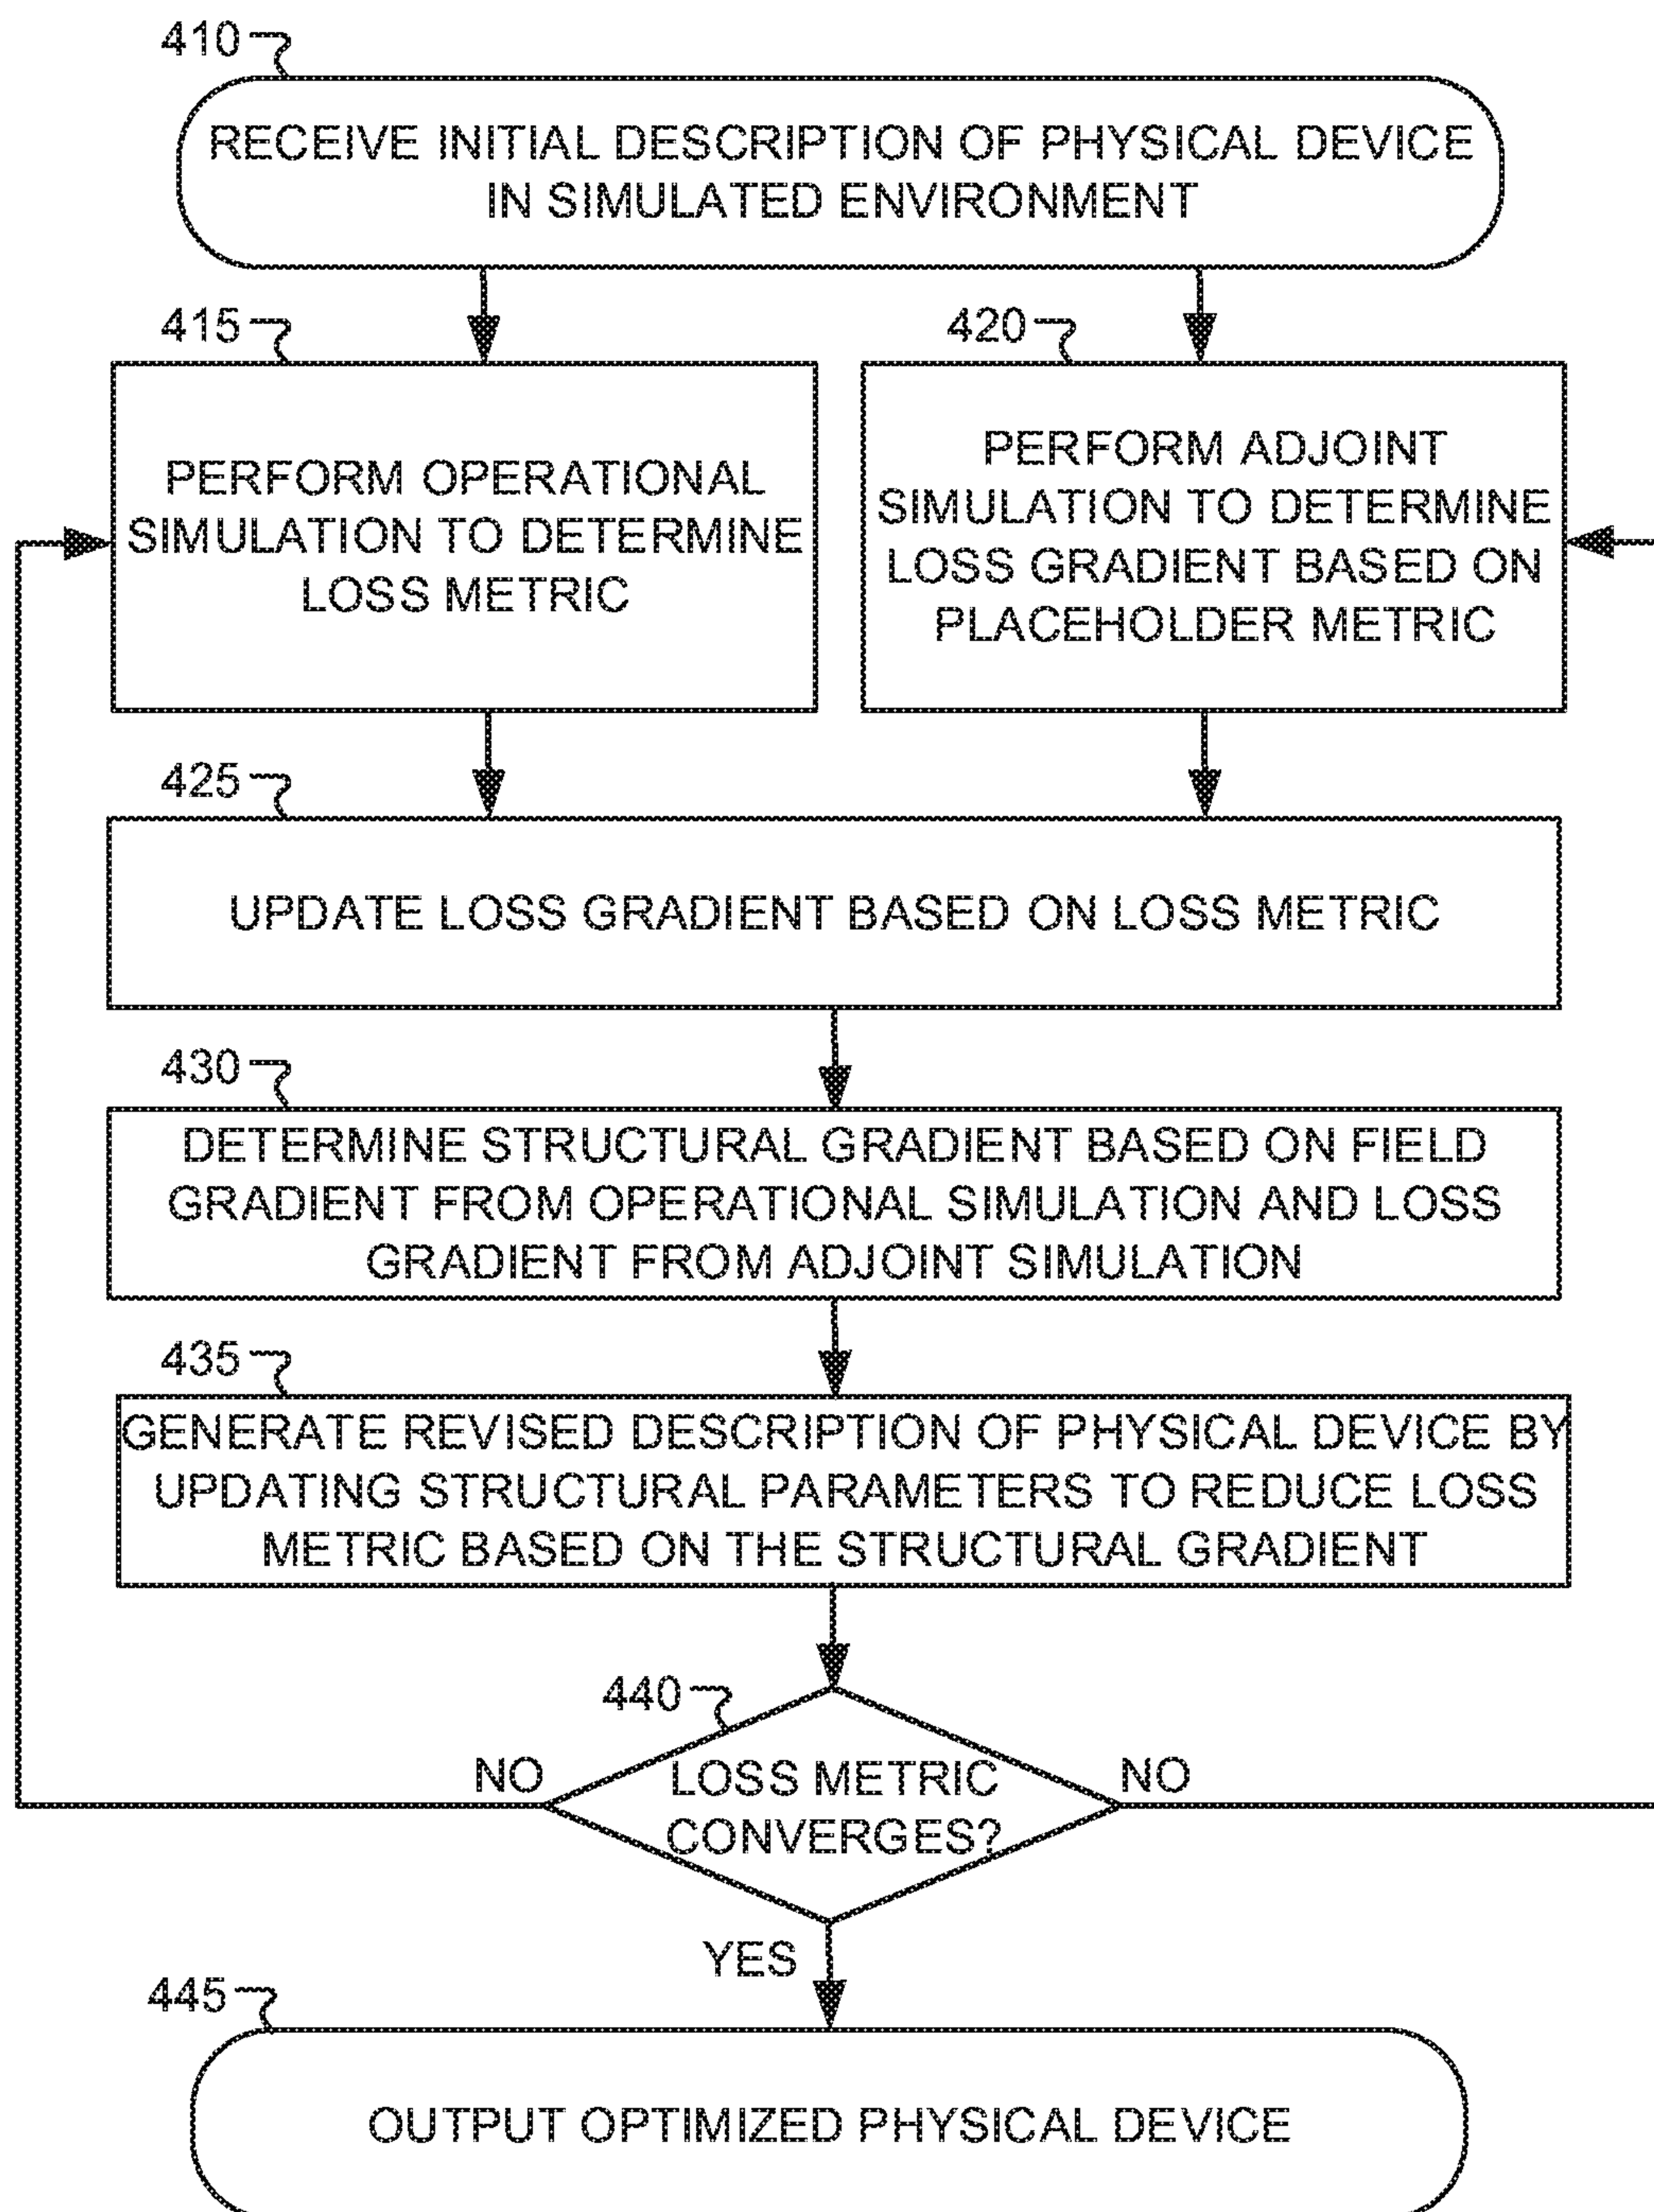 410
RECEIVE INITIAL DESCRIPTION OF PHYSICAL DEVICE
IN SIMULATED ENVIRONMENT
415
PERFORM OPERATIONAL
SIMULATION TO DETERMINE
LOSS METRIC
420
PERFORM ADJOINT
SIMULATION TO DETERMINE
LOSS GRADIENT BASED ON
PLACEHOLDER METRIC
425
UPDATE LOSS GRADIENT BASED ON LOSS METRIC
430
DETERMINE STRUCTURAL GRADIENT BASED ON FIELD
GRADIENT FROM OPERATIONAL SIMULATION AND LOSS
GRADIENT FROM ADJOINT SIMULATION
435
GENERATE REVISED DESCRIPTION OF PHYSICAL DEVICE BY
UPDATING STRUCTURAL PARAMETERS TO REDUCE LOSS
METRIC BASED ON THE STRUCTURAL GRADIENT
440
NO
LOSS METRIC
CONVERGES?
NO
YES
445
OUTPUT OPTIMIZED PHYSICAL DEVICE